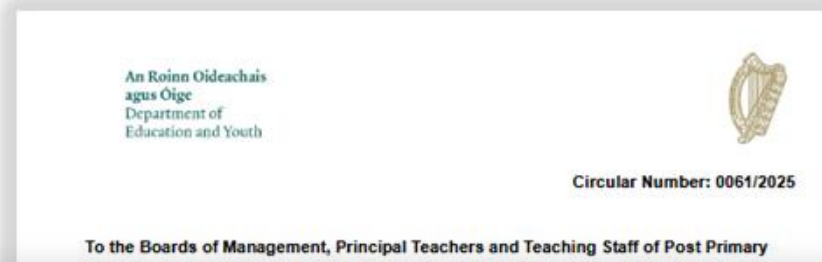 An Roinn Oideachais
agus Óige
Department of
Education and Youth
Circular Number: 0061/2025
To the Boards of Management, Principal Teachers and Teaching Staff of Post Primary